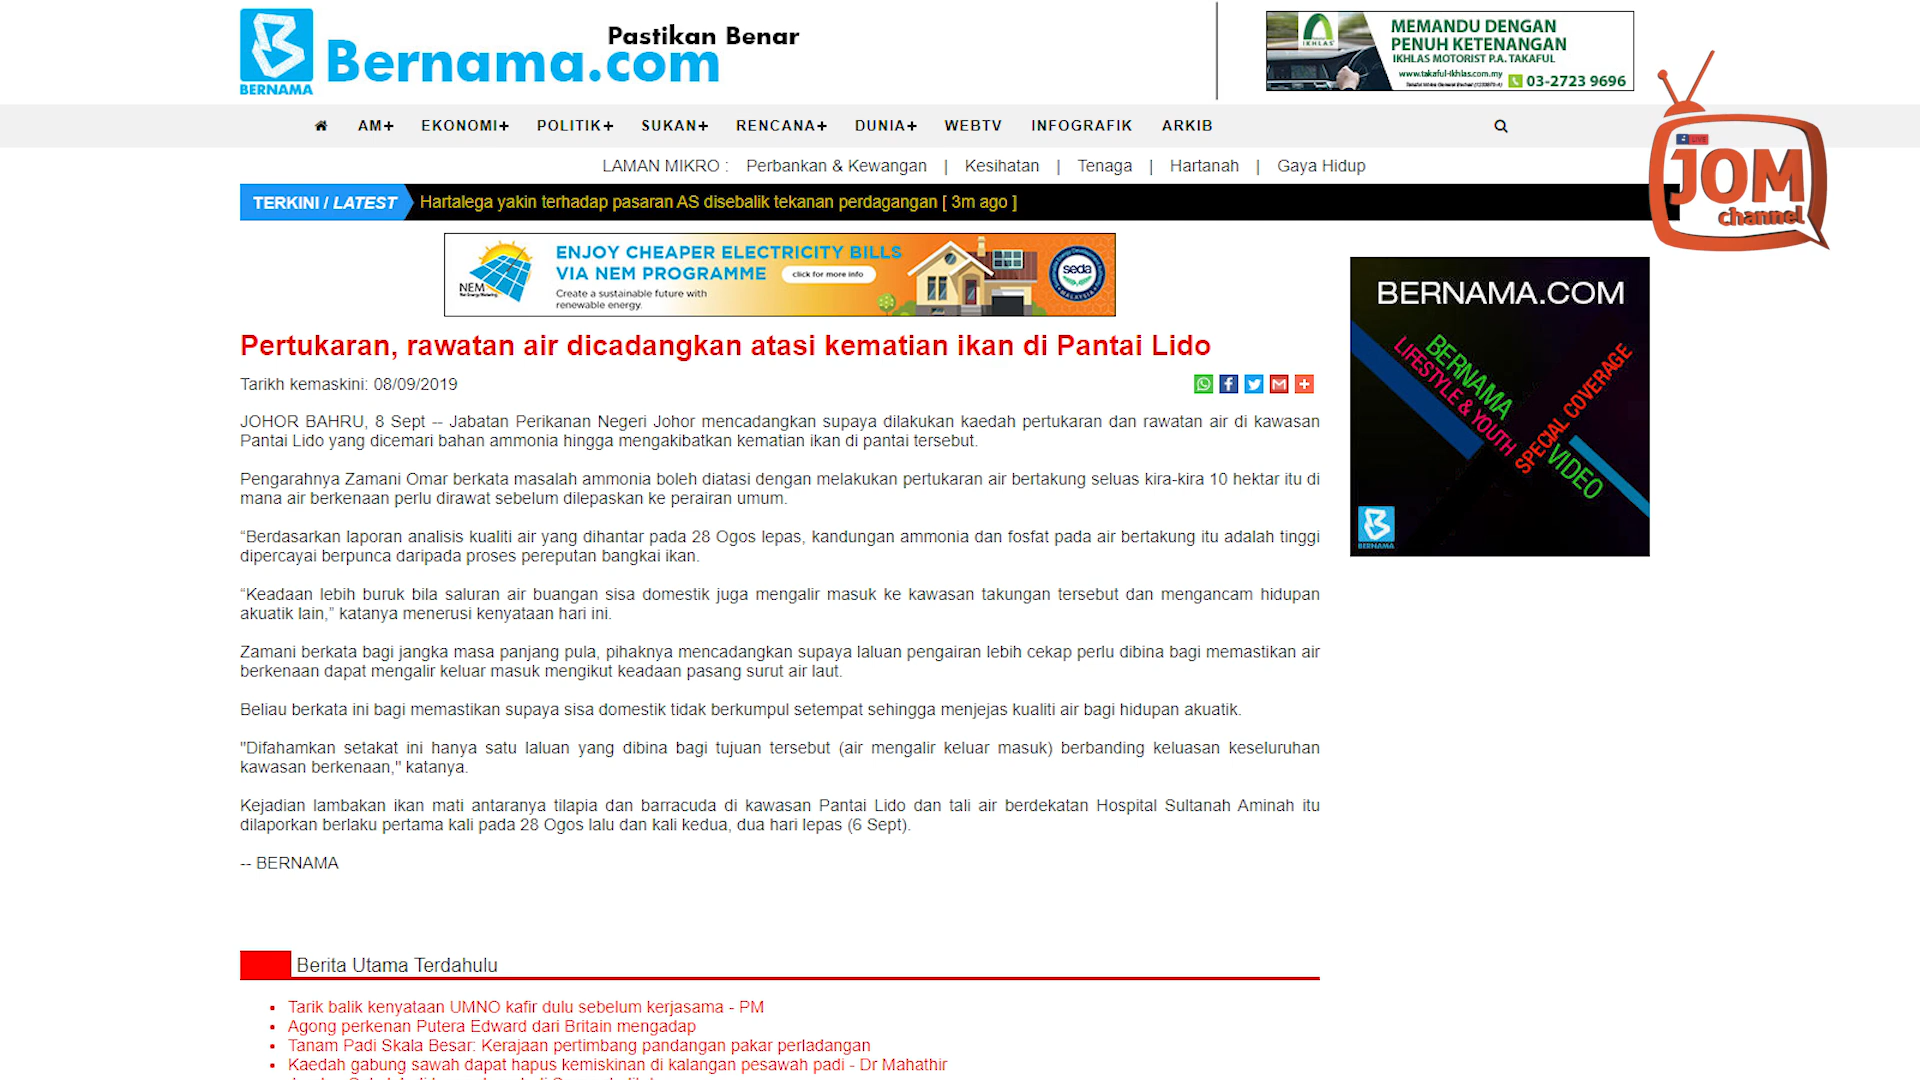 BERNAMA
Bernama.com
Pastikan Benar
IKHLAS
MEMANDU DENGAN
PENUH KETENANGAN
IKHLAS MOTORIST P.A. TAKAFUL
www.takaful-ikhlas.com.my 03-2723 9696
AM+ EKONOMI+ POLITIK+ SUKAN+ RENCANA+ DUNIA+ WEBTV INFOGRAFIK ARKIB
LIVE
JOM
channel
LAMAN MIKRO : Perbankan & Kewangan | Kesihatan | Tenaga | Hartanah | Gaya Hidup
TERKINI / LATEST Hartalega yakin terhadap pasaran AS disebalik tekanan perdagangan [ 3m ago ]
NEM
ENJOY CHEAPER ELECTRICITY BILLS
VIA NEM PROGRAMME click for more info
Create a sustainable future with
renewable energy.
seda
Pertukaran, rawatan air dicadangkan atasi kematian ikan di Pantai Lido
Tarikh kemaskini: 08/09/2019
JOHOR BAHRU, 8 Sept -- Jabatan Perikanan Negeri Johor mencadangkan supaya dilakukan kaedah pertukaran dan rawatan air di kawasan
Pantai Lido yang dicemari bahan ammonia hingga mengakibatkan kematian ikan di pantai tersebut.
Pengarahnya Zamani Omar berkata masalah ammonia boleh diatasi dengan melakukan pertukaran air bertakung seluas kira-kira 10 hektar itu di
mana air berkenaan perlu dirawat sebelum dilepaskan ke perairan umum.
“Berdasarkan laporan analisis kualiti air yang dihantar pada 28 Ogos lepas, kandungan ammonia dan fosfat pada air bertakung itu adalah tinggi
dipercayai berpunca daripada proses pereputan bangkai ikan.
“Keadaan lebih buruk bila saluran air buangan sisa domestik juga mengalir masuk ke kawasan takungan tersebut dan mengancam hidupan
akuatik lain,” katanya menerusi kenyataan hari ini.
Zamani berkata bagi jangka masa panjang pula, pihaknya mencadangkan supaya laluan pengairan lebih cekap perlu dibina bagi memastikan air
berkenaan dapat mengalir keluar masuk mengikut keadaan pasang surut air laut.
Beliau berkata ini bagi memastikan supaya sisa domestik tidak berkumpul setempat sehingga menjejas kualiti air bagi hidupan akuatik.
"Difahamkan setakat ini hanya satu laluan yang dibina bagi tujuan tersebut (air mengalir keluar masuk) berbanding keluasan keseluruhan
kawasan berkenaan," katanya.
Kejadian lambakan ikan mati antaranya tilapia dan barracuda di kawasan Pantai Lido dan tali air berdekatan Hospital Sultanah Aminah itu
dilaporkan berlaku pertama kali pada 28 Ogos lalu dan kali kedua, dua hari lepas (6 Sept).
-- BERNAMA
BERNAMA.COM
BERNAMA
LIFESTYLE & YOUTH
SPECIAL COVERAGE
VIDEO
BERNAMA
Berita Utama Terdahulu
Tarik balik kenyataan UMNO kafir dulu sebelum kerjasama - PM
Agong perkenan Putera Edward dari Britain mengadap
Tanam Padi Skala Besar: Kerajaan pertimbang pandangan pakar perladangan
Kaedah gabung sawah dapat hapus kemiskinan di kalangan pesawah padi - Dr Mahathir